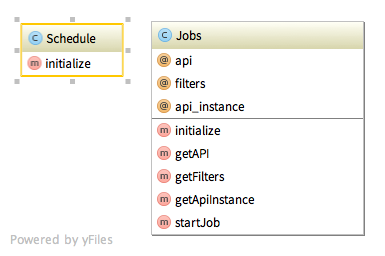 C Schedule
m initialize
C Jobs
@ api
@ filters
@ api_instance
m initialize
m getAPI
m getFilters
m getApiInstance
m startJob
Powered by yFiles